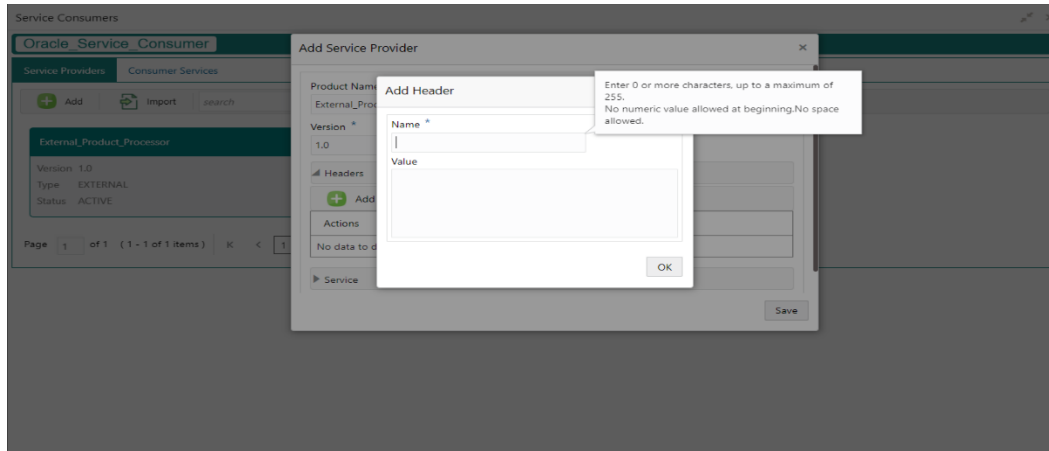 Service Consumers
Oracle_Service_Consumer
Service Providers Consumer Services
Add Import search
External_Product_Processor
Version 1.0
Type EXTERNAL
Status ACTIVE
Page 1 of 1 ( 1 - 1 of 1 items ) K < 1
Add Service Provider ×
Product Name
External_Proc
Version *
1.0
Headers
Add
Actions
No data to d
Service
Save
Add Header
Name *
Value
OK
Enter 0 or more characters, up to a maximum of
255.
No numeric value allowed at beginning.No space
allowed.